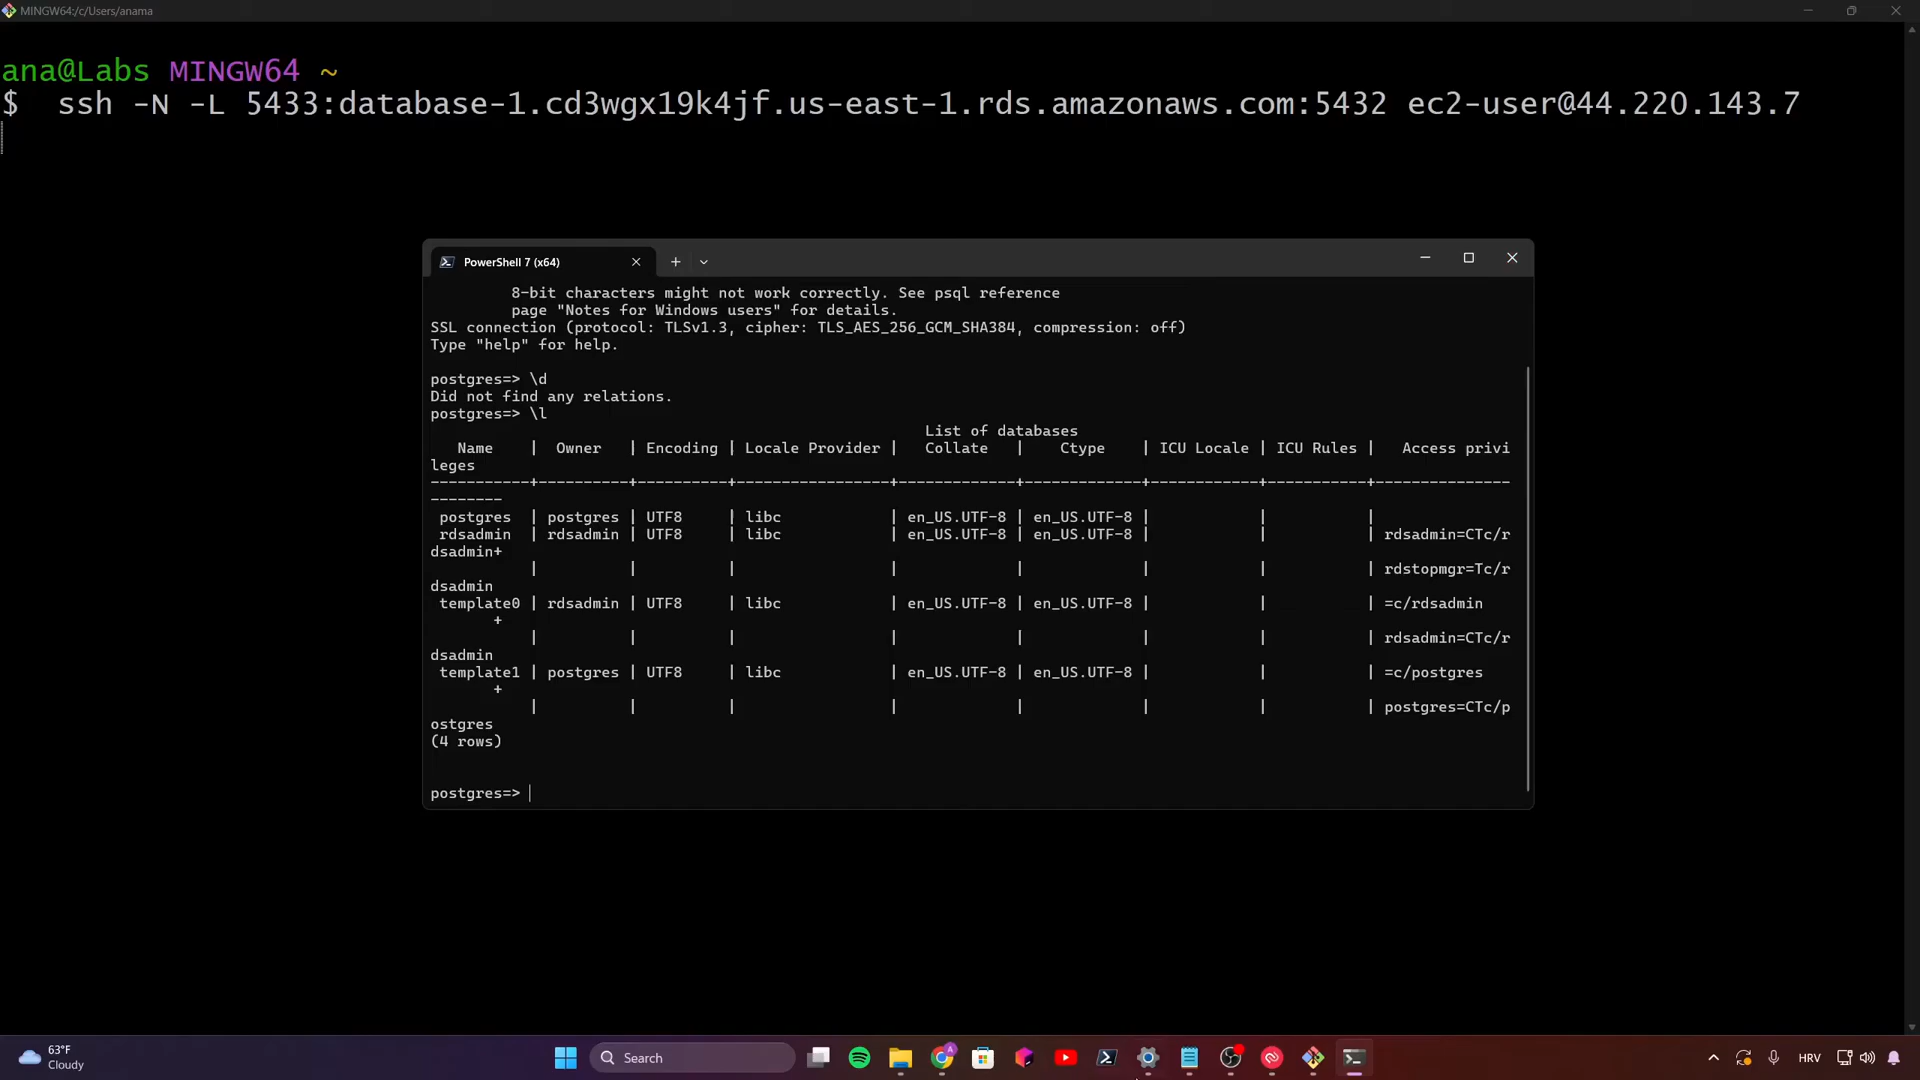 MINGW64:/c/Users/anama
ana@Labs MINGW64 ~
$ ssh -N -L 5433:database-1.cd3wgx19k4jf.us-east-1.rds.amazonaws.com:5432 ec2-user@44.220.143.7
PowerShell 7 (x64)
8-bit characters might not work correctly. See psql reference
page "Notes for Windows users" for details.
SSL connection (protocol: TLSv1.3, cipher: TLS_AES_256_GCM_SHA384, compression: off)
Type "help" for help.
postgres=> \d
Did not find any relations.
postgres=> \l
List of databases
Name | Owner | Encoding | Locale Provider | Collate | Ctype | ICU Locale | ICU Rules | Access privi
leges
-----------+----------+----------+-----------------+-------------+-------------+------------+-----------+---------------
--------
postgres | postgres | UTF8 | libc | en_US.UTF-8 | en_US.UTF-8 | | |
rdsadmin | rdsadmin | UTF8 | libc | en_US.UTF-8 | en_US.UTF-8 | | | rdsadmin=CTc/r
dsadmin+
| | | | | | | | rdstopmgr=Tc/r
dsadmin
template0 | rdsadmin | UTF8 | libc | en_US.UTF-8 | en_US.UTF-8 | | | =c/rdsadmin
+
| | | | | | | | rdsadmin=CTc/r
dsadmin
template1 | postgres | UTF8 | libc | en_US.UTF-8 | en_US.UTF-8 | | | =c/postgres
+
| | | | | | | | postgres=CTc/p
ostgres
(4 rows)
postgres=>
63°F
Cloudy
Search
HRV